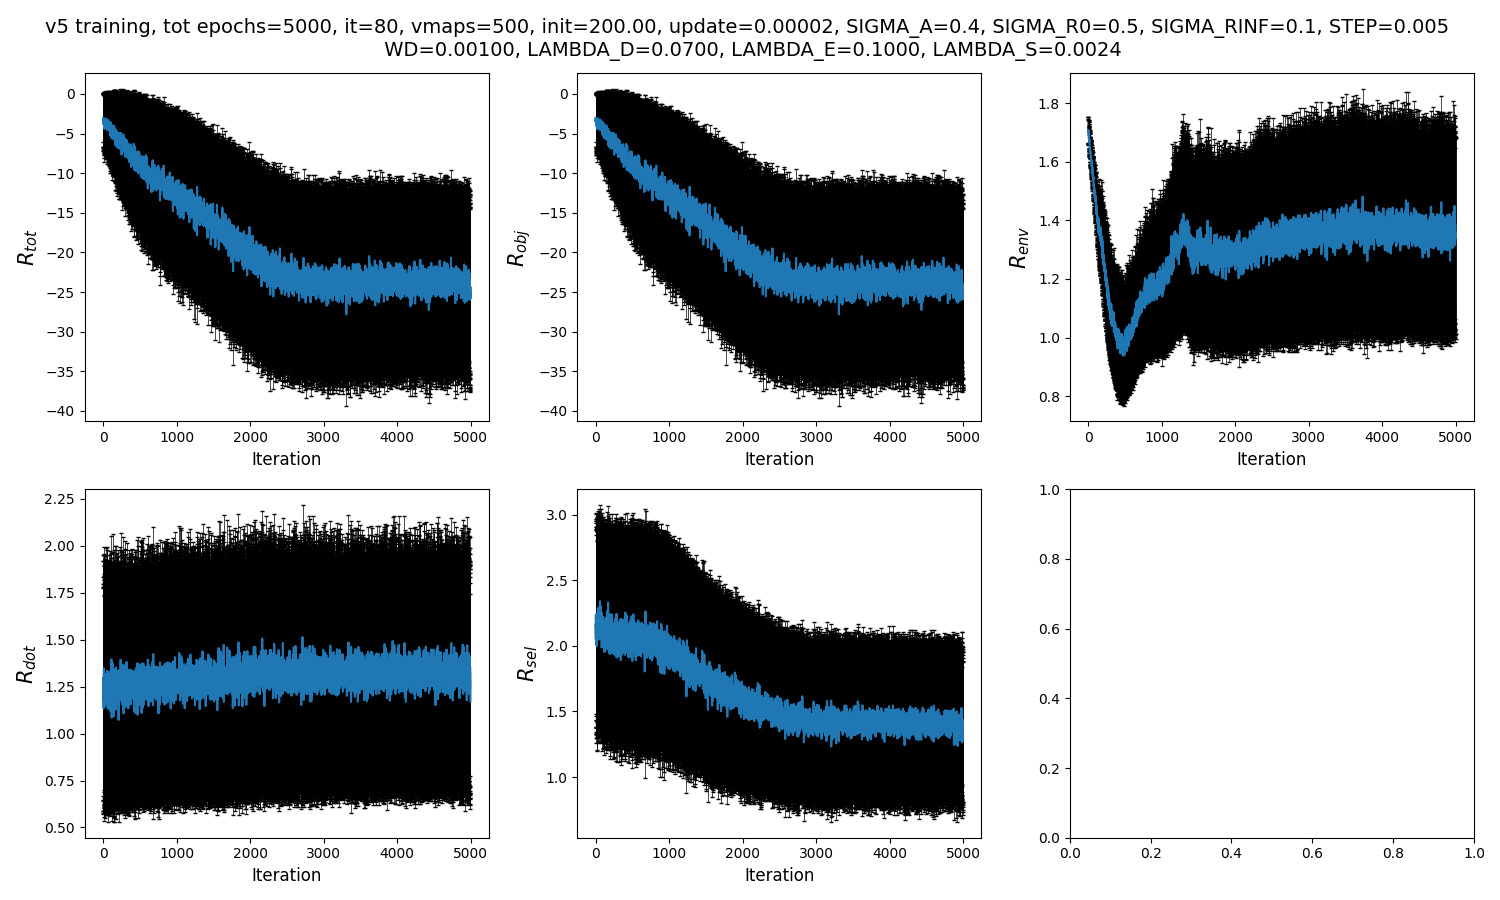 v5 training, tot epochs=5000, it=80, vmaps=500, init=200.00, update=0.00002, SIGMA_A=0.4, SIGMA_R0=0.5, SIGMA_RINF=0.1, STEP=0.005
WD=0.00100, LAMBDA_D=0.0700, LAMBDA_E=0.1000, LAMBDA_S=0.0024
R_tot
0
−5
−10
−15
−20
−25
−30
−35
−40
0 1000 2000 3000 4000 5000
Iteration
R_obj
0
−5
−10
−15
−20
−25
−30
−35
−40
0 1000 2000 3000 4000 5000
Iteration
R_env
1.8
1.6
1.4
1.2
1.0
0.8
0 1000 2000 3000 4000 5000
Iteration
R_dot
2.25
2.00
1.75
1.50
1.25
1.00
0.75
0.50
0 1000 2000 3000 4000 5000
Iteration
R_sel
3.0
2.5
2.0
1.5
1.0
0 1000 2000 3000 4000 5000
Iteration
1.0
0.8
0.6
0.4
0.2
0.0
0.0 0.2 0.4 0.6 0.8 1.0